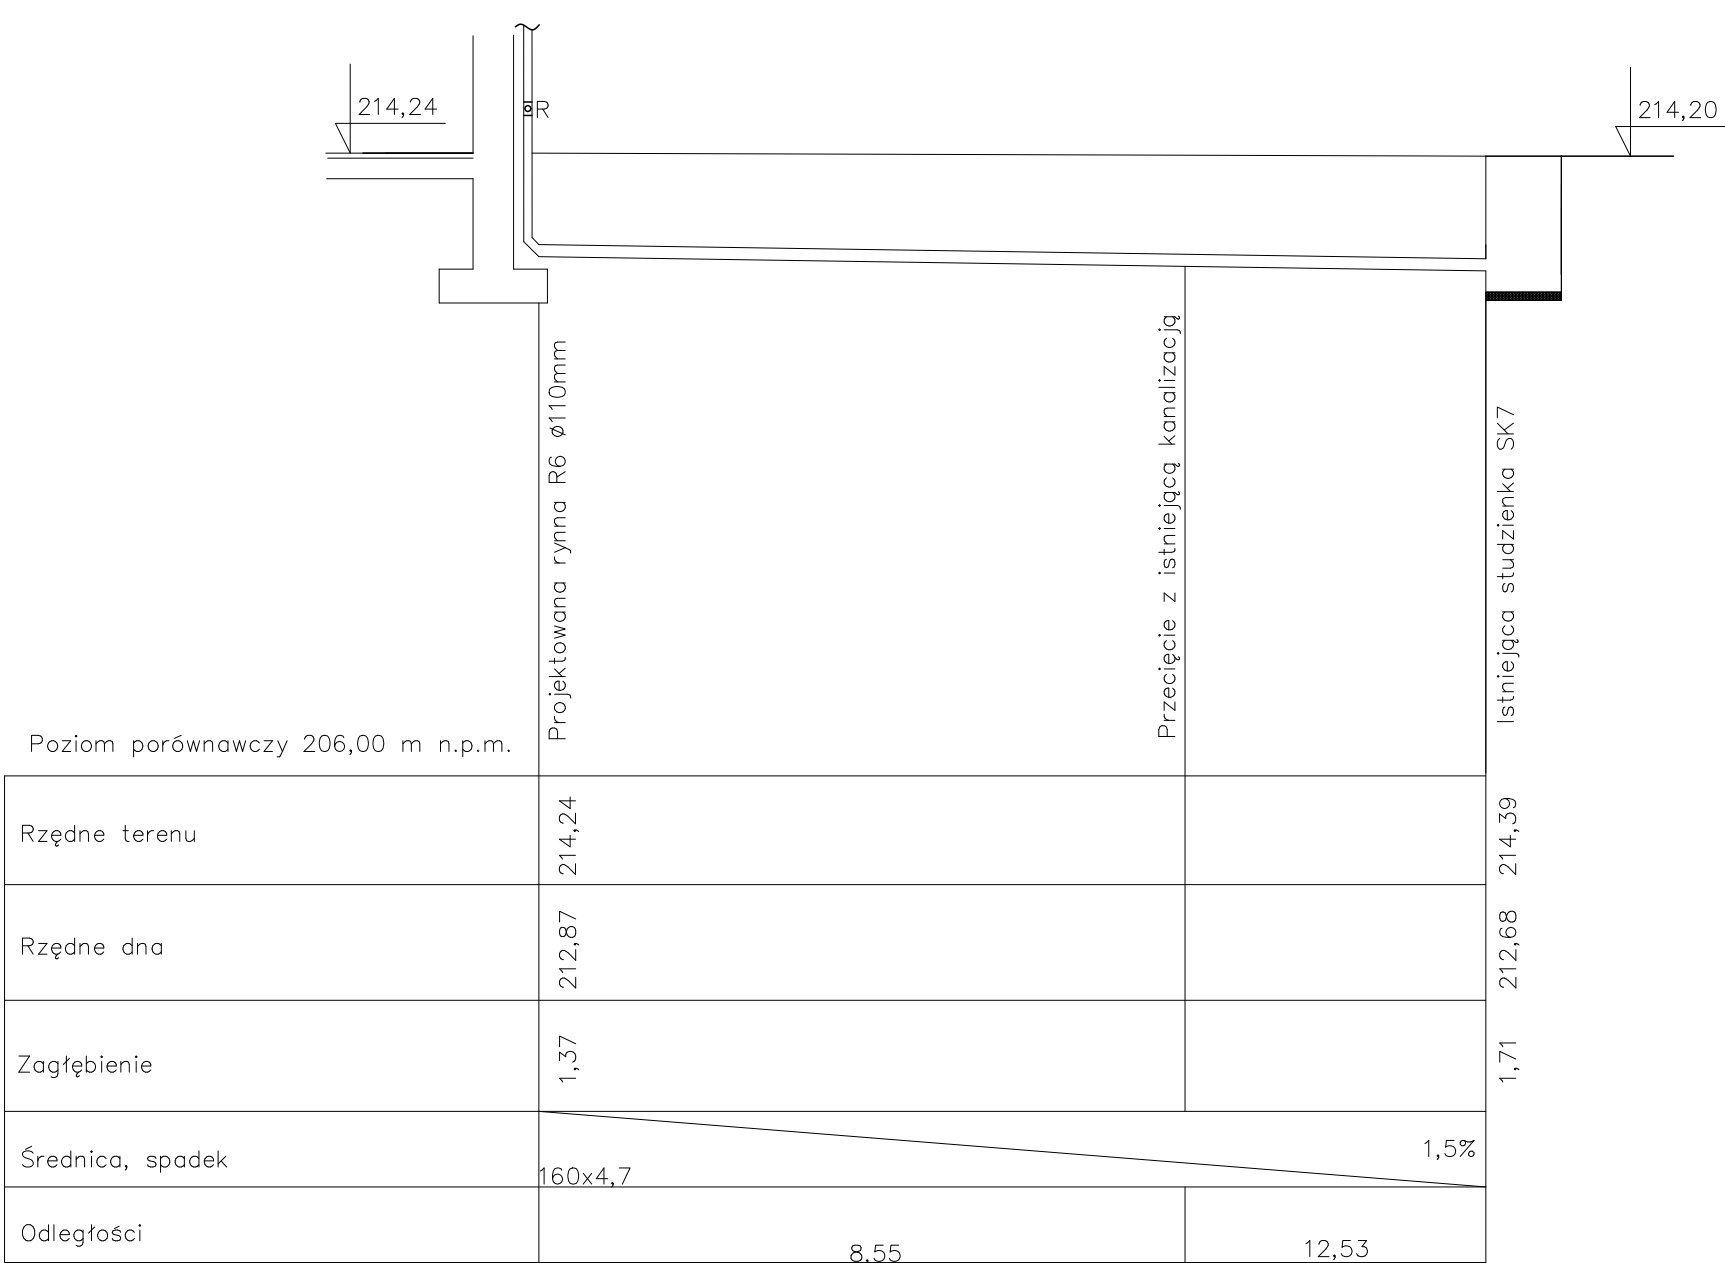 214,24
R
214,20
Projektowana rynna R6 ø110mm
Przecięcie z istniejącą kanalizacją
Istniejąca studzienka SK7
Poziom porównawczy 206,00 m n.p.m.
Rzędne terenu
214,24
214,39
Rzędne dna
212,87
212,68
Zagłębienie
1,37
1,71
Średnica, spadek
160x4,7
1,5%
Odległości
8,55
12,53